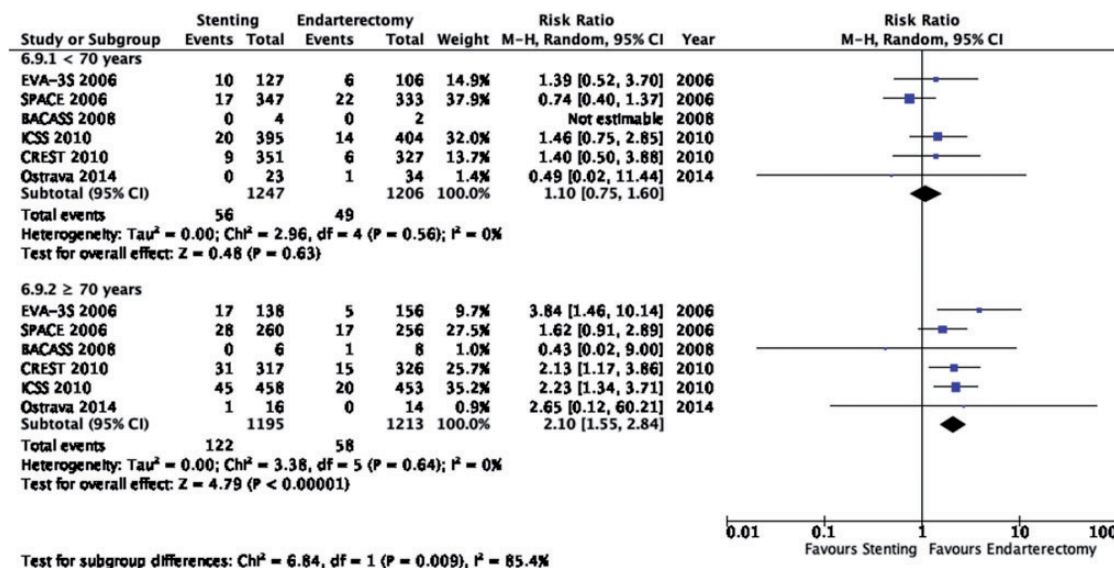 Stenting Endarterectomy Risk Ratio Risk Ratio
Study or Subgroup Events Total Events Total Weight M-H, Random, 95% CI Year M-H, Random, 95% CI
6.9.1 < 70 years
EVA-3S 2006 10 127 6 106 14.9% 1.39 [0.52, 3.70] 2006
SPACE 2006 17 347 22 333 37.9% 0.74 [0.40, 1.37] 2006
BACASS 2008 0 4 0 2 Not estimable 2008
ICSS 2010 20 395 14 404 32.0% 1.46 [0.75, 2.85] 2010
CREST 2010 9 351 6 327 13.7% 1.40 [0.50, 3.88] 2010
Ostrava 2014 0 23 1 34 1.4% 0.49 [0.02, 11.44] 2014
Subtotal (95% CI) 1247 1206 100.0% 1.10 [0.75, 1.60]
Total events 56 49
Heterogeneity: Tau² = 0.00; Chi² = 2.96, df = 4 (P = 0.56); I² = 0%
Test for overall effect: Z = 0.48 (P = 0.63)
6.9.2 ≥ 70 years
EVA-3S 2006 17 138 5 156 9.7% 3.84 [1.46, 10.14] 2006
SPACE 2006 28 260 17 256 27.5% 1.62 [0.91, 2.89] 2006
BACASS 2008 0 6 1 8 1.0% 0.43 [0.02, 9.00] 2008
CREST 2010 31 317 15 326 25.7% 2.13 [1.17, 3.86] 2010
ICSS 2010 45 458 20 453 35.2% 2.23 [1.34, 3.71] 2010
Ostrava 2014 1 16 0 14 0.9% 2.65 [0.12, 60.21] 2014
Subtotal (95% CI) 1195 1213 100.0% 2.10 [1.55, 2.84]
Total events 122 58
Heterogeneity: Tau² = 0.00; Chi² = 3.38, df = 5 (P = 0.64); I² = 0%
Test for overall effect: Z = 4.79 (P < 0.00001)
0.01 0.1 1 10 100
Favours Stenting Favours Endarterectomy
Test for subgroup differences: Chi² = 6.84, df = 1 (P = 0.009), I² = 85.4%